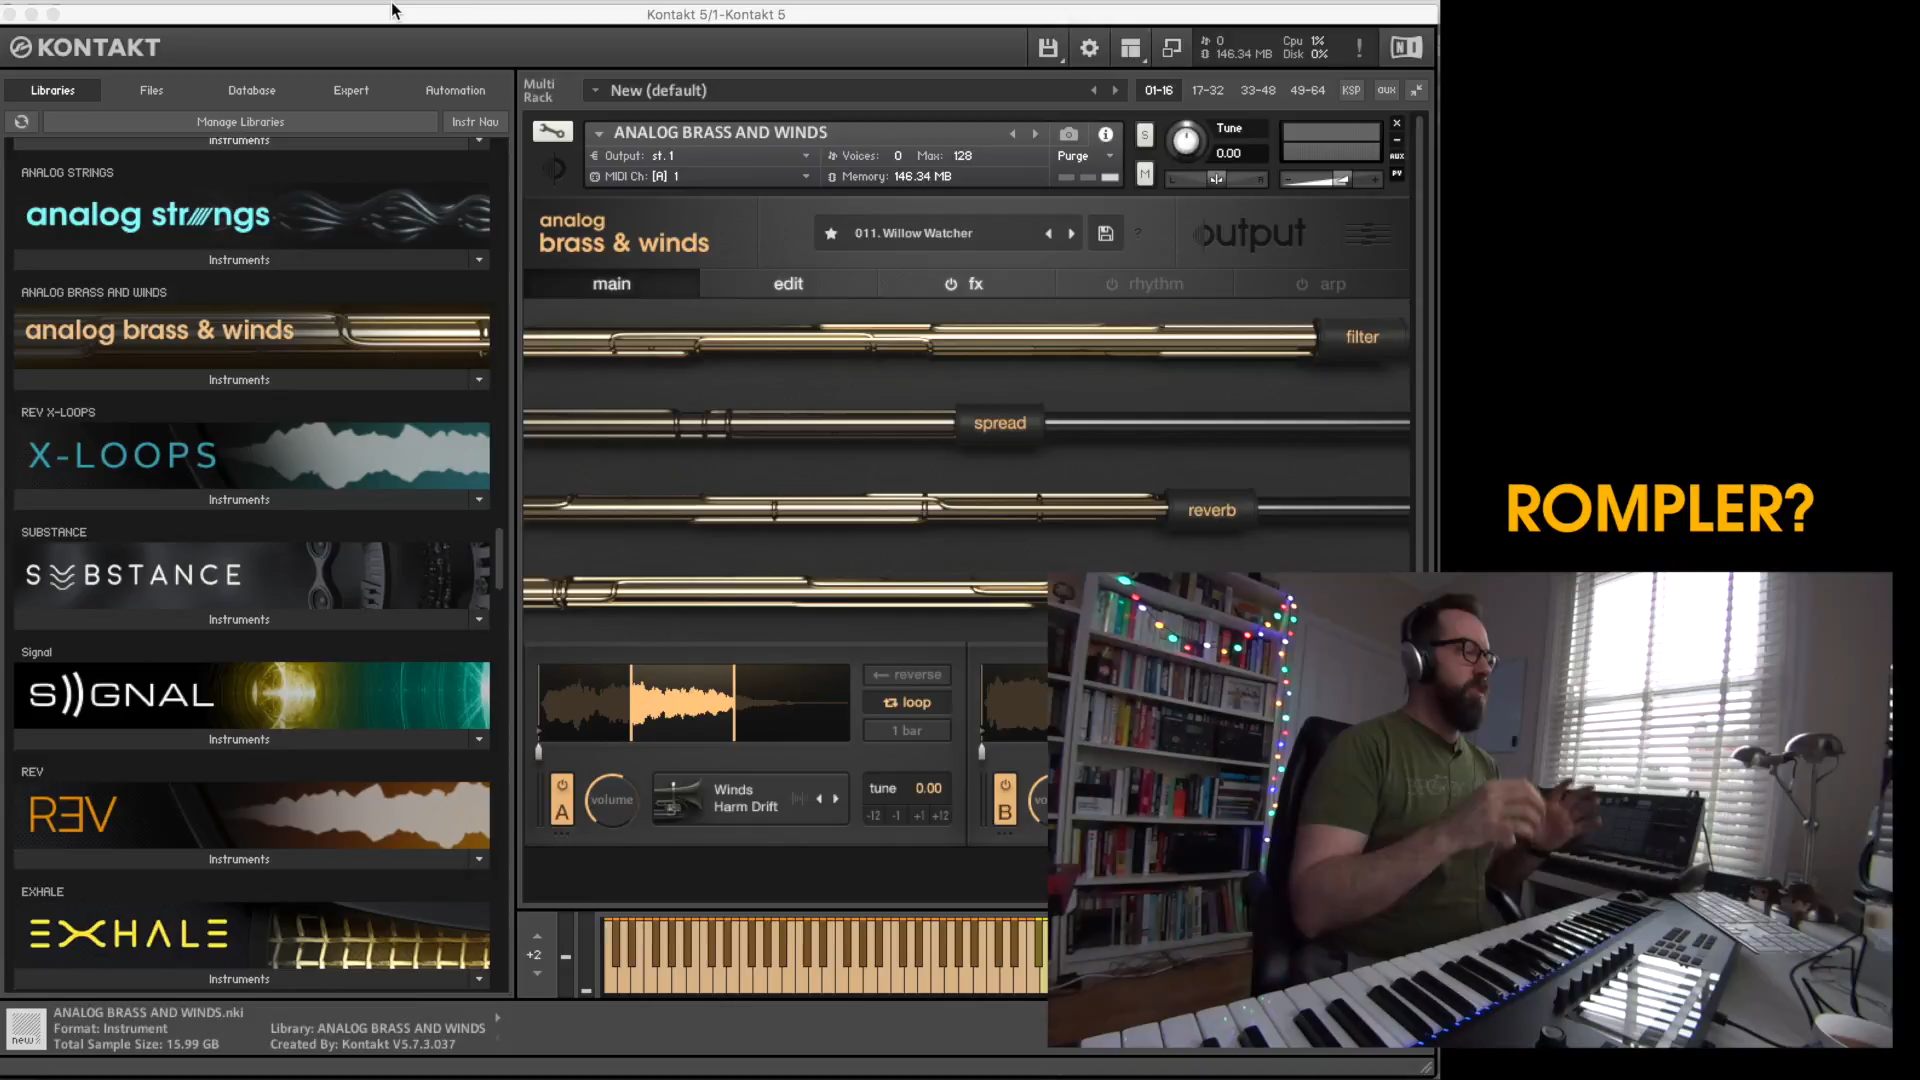 Kontakt 5/1-Kontakt 5
KONTAKT
0
146.34 MB
Cpu 1%
Disk 0%
!
Libraries
Files
Database
Expert
Automation
Manage Libraries
Instr Nav
Instruments
ANALOG STRINGS
analog strings
Instruments
ANALOG BRASS AND WINDS
analog brass & winds
Instruments
REV X-LOOPS
X-LOOPS
Instruments
SUBSTANCE
SUBSTANCE
Instruments
Signal
SIGNAL
Instruments
REV
REV
Instruments
EXHALE
EXHALE
Instruments
ANALOG BRASS AND WINDS.nki
Format: Instrument
Total Sample Size: 15.99 GB
Library: ANALOG BRASS AND WINDS
Created By: Kontakt V5.7.3.037
new
Multi
Rack
New (default)
01-16
17-32
33-48
49-64
KSP
aux
ANALOG BRASS AND WINDS
Output: st.1
Voices: 0 Max: 128
Purge
MIDI Ch: [A] 1
Memory: 146.34 MB
S
M
Tune
0.00
L
R
AUX
PV
analog
brass & winds
011. Willow Watcher
?
output
main
edit
fx
rhythm
arp
filter
spread
reverb
reverse
loop
1 bar
A
volume
Winds
Harm Drift
tune 0.00
-12 -1 +1 +12
B
+2
ROMPLER?